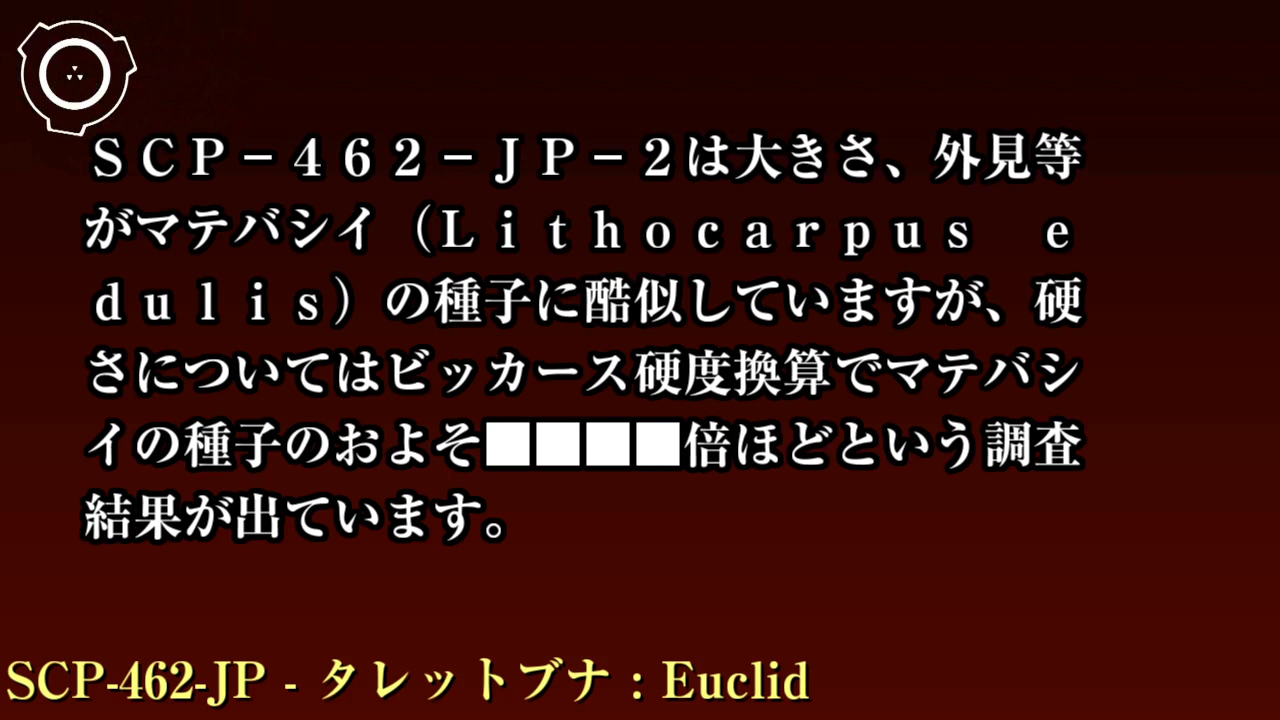 SCP－462－JP－2は大きさ、外見等
がマテバシイ（Lithocarpus　e
dulis）の種子に酷似していますが、硬
さについてはビッカース硬度換算でマテバシ
イの種子のおよそ■■■■倍ほどという調査
結果が出ています。
SCP-462-JP - タレットブナ : Euclid